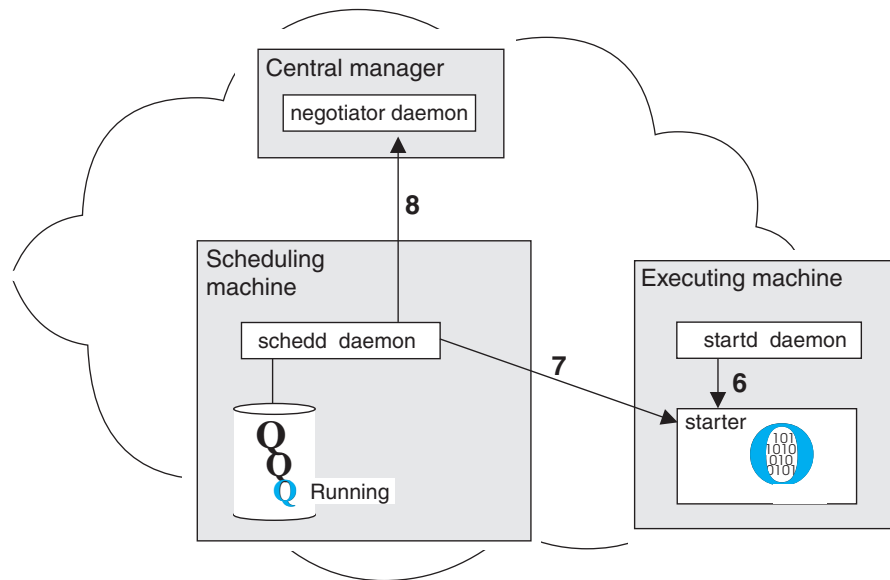 Central manager
negotiator daemon
8
Scheduling
machine
schedd daemon
Q
Q
Q Running
7
Executing machine
startd daemon
6
starter
101
1010
010
0101